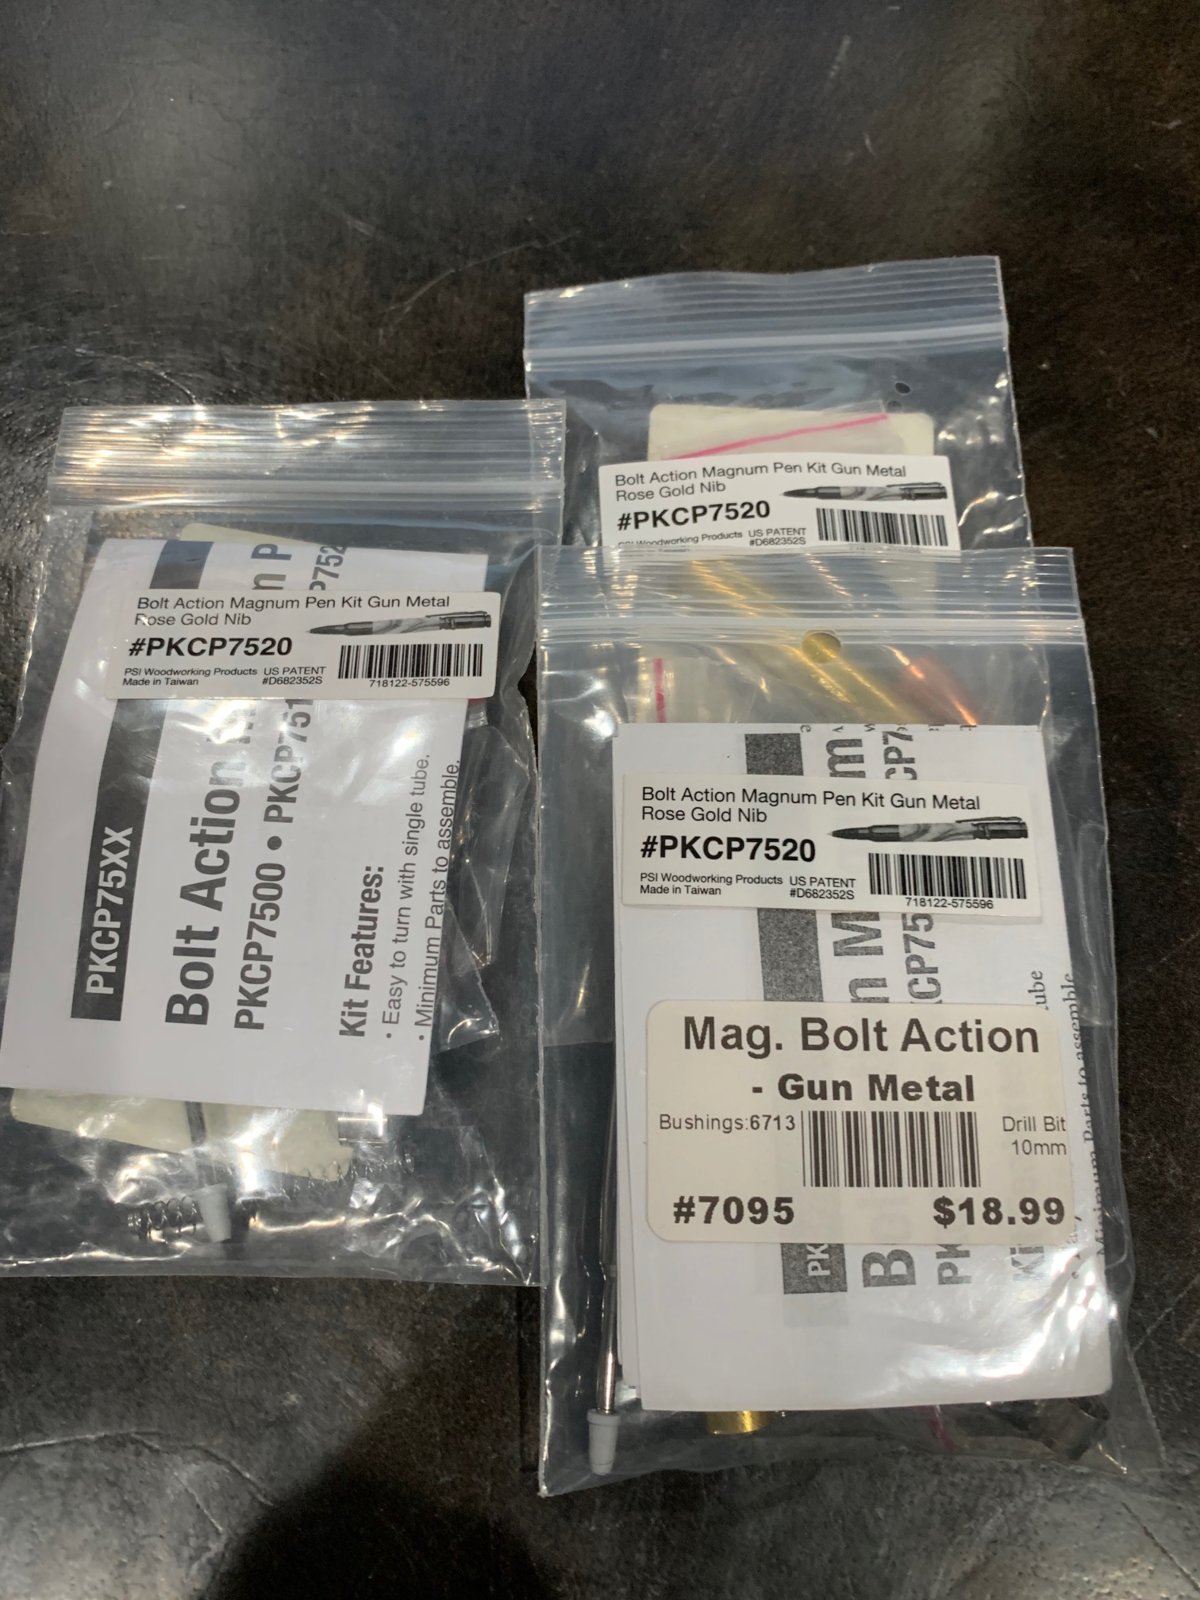 Bolt Action Magnum Pen Kit Gun Metal
Rose Gold Nib
#PKCP7520
PSI Woodworking Products US PATENT
#D682352S
Bolt Action Magnum Pen Kit Gun Metal
Rose Gold Nib
#PKCP7520
PSI Woodworking Products US PATENT
Made in Taiwan #D682352S
718122-575596
PKCP75XX
Bolt Action
PKCP7500 • PKCP751
Kit Features:
· Easy to turn with single tube.
· Minimum Parts to assemble.
Bolt Action Magnum Pen Kit Gun Metal
Rose Gold Nib
#PKCP7520
PSI Woodworking Products US PATENT
Made in Taiwan #D682352S
718122-575596
Mag. Bolt Action
- Gun Metal
Bushings:6713
Drill Bit
10mm
#7095 $18.99
Minimum Parts to assemble